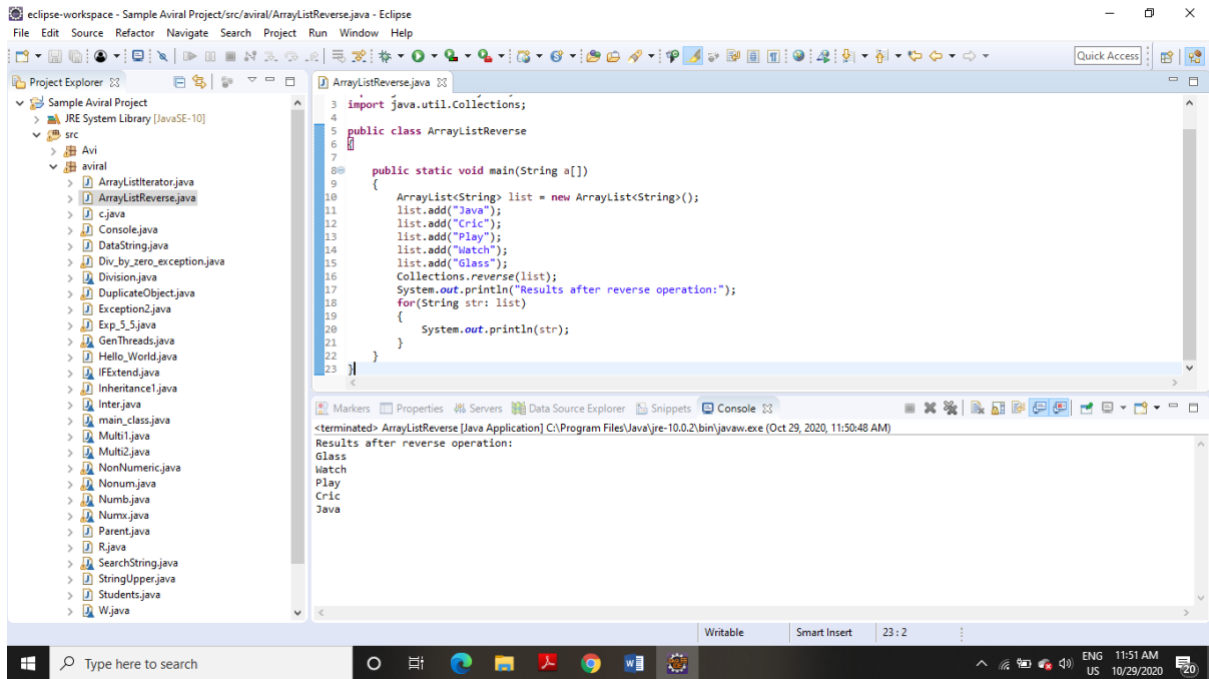 eclipse-workspace - Sample Aviral Project/src/aviral/ArrayListReverse.java - Eclipse
File Edit Source Refactor Navigate Search Project Run Window Help
Quick Access
Project Explorer
Sample Aviral Project
JRE System Library [JavaSE-10]
src
Avi
aviral
ArrayListIterator.java
ArrayListReverse.java
c.java
Console.java
DataString.java
Div_by_zero_exception.java
Division.java
DuplicateObject.java
Exception2.java
Exp_5_5.java
GenThreads.java
Hello_World.java
IFExtend.java
Inheritance1.java
Inter.java
main_class.java
Multi1.java
Multi2.java
NonNumeric.java
Nonum.java
Numb.java
Numx.java
Parent.java
R.java
SearchString.java
StringUpper.java
Students.java
W.java
ArrayListReverse.java
3 import java.util.Collections;
4
5 public class ArrayListReverse
6 {
7
8 public static void main(String a[])
9 {
10 ArrayList<String> list = new ArrayList<String>();
11 list.add("Java");
12 list.add("Cric");
13 list.add("Play");
14 list.add("Watch");
15 list.add("Glass");
16 Collections.reverse(list);
17 System.out.println("Results after reverse operation:");
18 for(String str: list)
19 {
20 System.out.println(str);
21 }
22 }
23 }
Markers Properties Servers Data Source Explorer Snippets Console
<terminated> ArrayListReverse [Java Application] C:\Program Files\Java\jre-10.0.2\bin\javaw.exe (Oct 29, 2020, 11:50:48 AM)
Results after reverse operation:
Glass
Watch
Play
Cric
Java
Writable Smart Insert 23 : 2
Type here to search
ENG 11:51 AM
US 10/29/2020
20